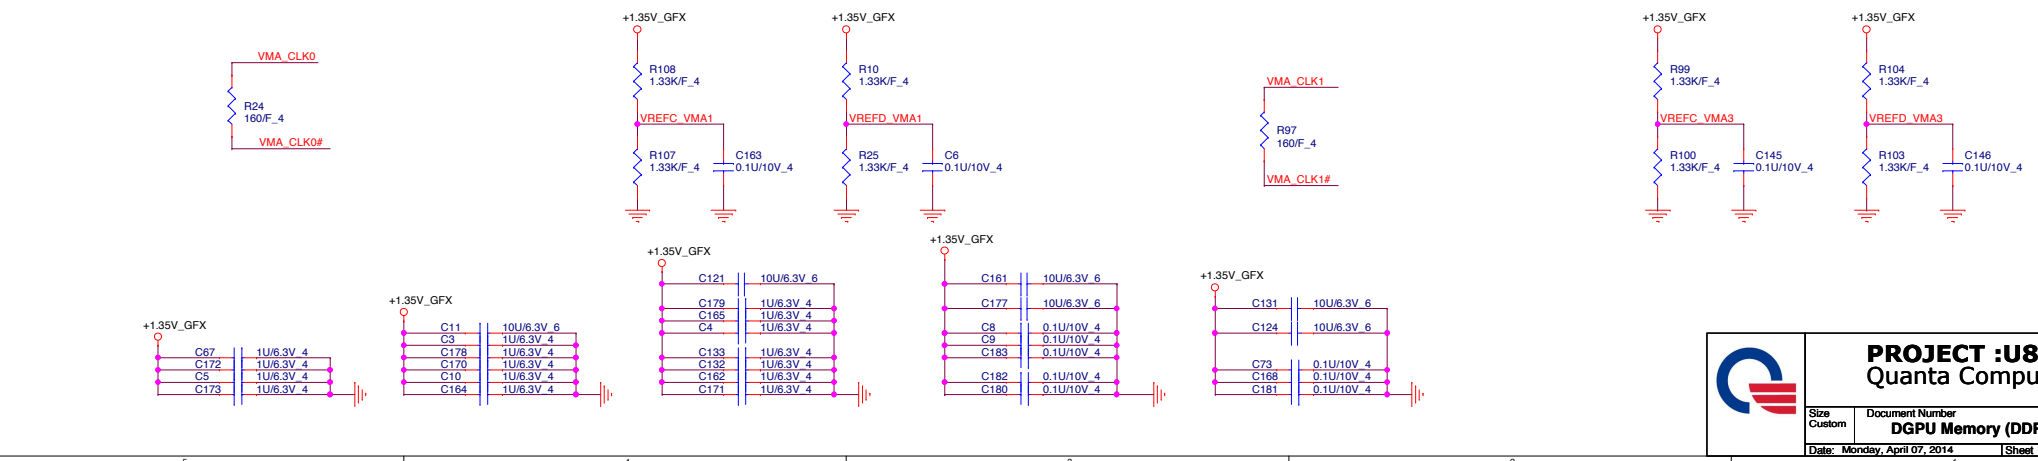 +1.35V_GFX
+1.35V_GFX
+1.35V_GFX
+1.35V_GFX
VMA_CLK0
R24
160/F_4
VMA_CLK0#
R108
1.33K/F_4
VREFC_VMA1
R107
1.33K/F_4
C163
0.1U/10V_4
R10
1.33K/F_4
VREFD_VMA1
R25
1.33K/F_4
C6
0.1U/10V_4
VMA_CLK1
R97
160/F_4
VMA_CLK1#
R99
1.33K/F_4
VREFC_VMA3
R100
1.33K/F_4
C145
0.1U/10V_4
R104
1.33K/F_4
VREFD_VMA3
R103
1.33K/F_4
C146
0.1U/10V_4
+1.35V_GFX
C67 1U/6.3V_4
C172 1U/6.3V_4
C5 1U/6.3V_4
C173 1U/6.3V_4
+1.35V_GFX
C11 10U/6.3V_6
C3 1U/6.3V_4
C178 1U/6.3V_4
C170 1U/6.3V_4
C10 1U/6.3V_4
C164 1U/6.3V_4
+1.35V_GFX
C121 10U/6.3V_6
C179 1U/6.3V_4
C165 1U/6.3V_4
C4 1U/6.3V_4
C133 1U/6.3V_4
C132 1U/6.3V_4
C162 1U/6.3V_4
C171 1U/6.3V_4
+1.35V_GFX
C161 10U/6.3V_6
C177 10U/6.3V_6
C8 0.1U/10V_4
C9 0.1U/10V_4
C183 0.1U/10V_4
C182 0.1U/10V_4
C180 0.1U/10V_4
+1.35V_GFX
C131 10U/6.3V_6
C124 10U/6.3V_6
C73 0.1U/10V_4
C168 0.1U/10V_4
C181 0.1U/10V_4
PROJECT :U8
Quanta Compu
Size
Custom
Document Number
DGPU Memory (DDR
Date: Monday, April 07, 2014
Sheet